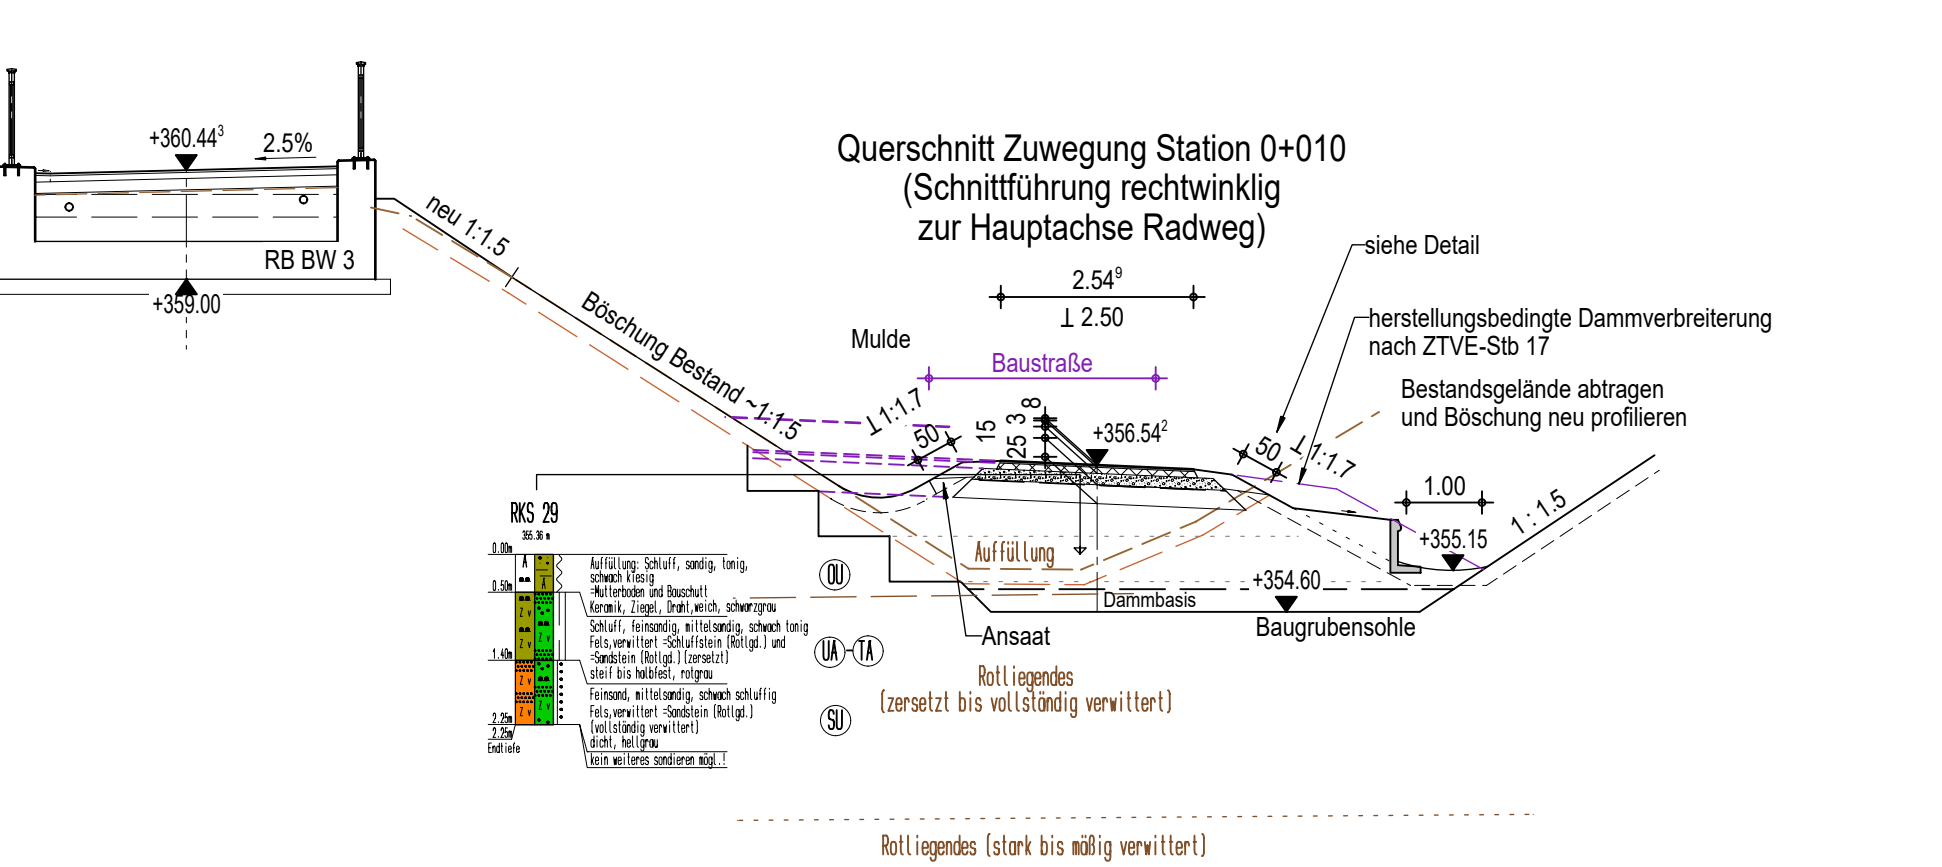 +360.44³
2.5%
RB BW 3
+359.00
neu 1:1.5
Böschung Bestand ~1:1.5
Querschnitt Zuwegung Station 0+010
(Schnittführung rechtwinklig
zur Hauptachse Radweg)
2.54⁹
⊥ 2.50
Mulde
Baustraße
⊥1:1.7
50
15
25 3 8
+356.54²
siehe Detail
herstellungsbedingte Dammverbreiterung
nach ZTVE-Stb 17
Bestandsgelände abtragen
und Böschung neu profilieren
50
⊥1:1.7
1.00
1 : 1.5
+355.15
+354.60
Auffüllung
Dammbasis
Baugrubensohle
Ansaat
Rotliegendes
(zersetzt bis vollständig verwittert)
RKS 29
355.36 m
0.00m
A
A
Auffüllung: Schluff, sandig, tonig,
schwach kiesig
=Mutterboden und Bauschutt
Keramik, Ziegel, Draht,weich, schwarzgrau
0.50m
OU
Z v
Z v
Z v
Z v
Schluff, feinsandig, mittelsandig, schwach tonig
Fels,verwittert =Schluffstein (Rotlgd.) und
=Sandstein (Rotlgd.) (zersetzt)
steif bis halbfest, rotgrau
1.40m
UA-TA
Z v
Z v
Z v
Z v
Feinsand, mittelsandig, schwach schluffig
Fels,verwittert =Sandstein (Rotlgd.)
(vollständig verwittert)
dicht, hellgrau
SU
2.25m
2.25m
Endtiefe
kein weiteres sondieren mögl.!
Rotliegendes (stark bis mäßig verwittert)